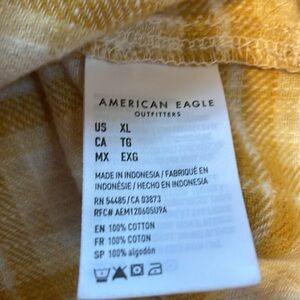 AMERICAN EAGLE
OUTFITTERS
US XL
CA TG
MX EXG
MADE IN INDONESIA / FABRIQUÉ EN
INDONÉSIE / HECHO EN INDONESIA
RN 54485 / CA 03873
RFC# AEM120605U9A
EN 100% COTTON
FR 100% COTON
SP 100% algodón